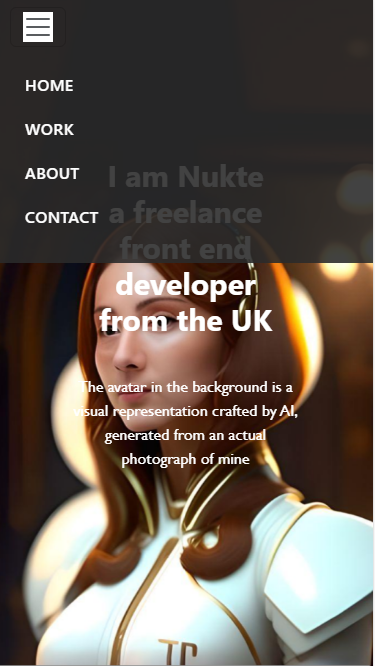 HOME
WORK
ABOUT
CONTACT
I am Nukte
a freelance
front end
developer
from the UK
The avatar in the background is a
visual representation crafted by AI,
generated from an actual
photograph of mine